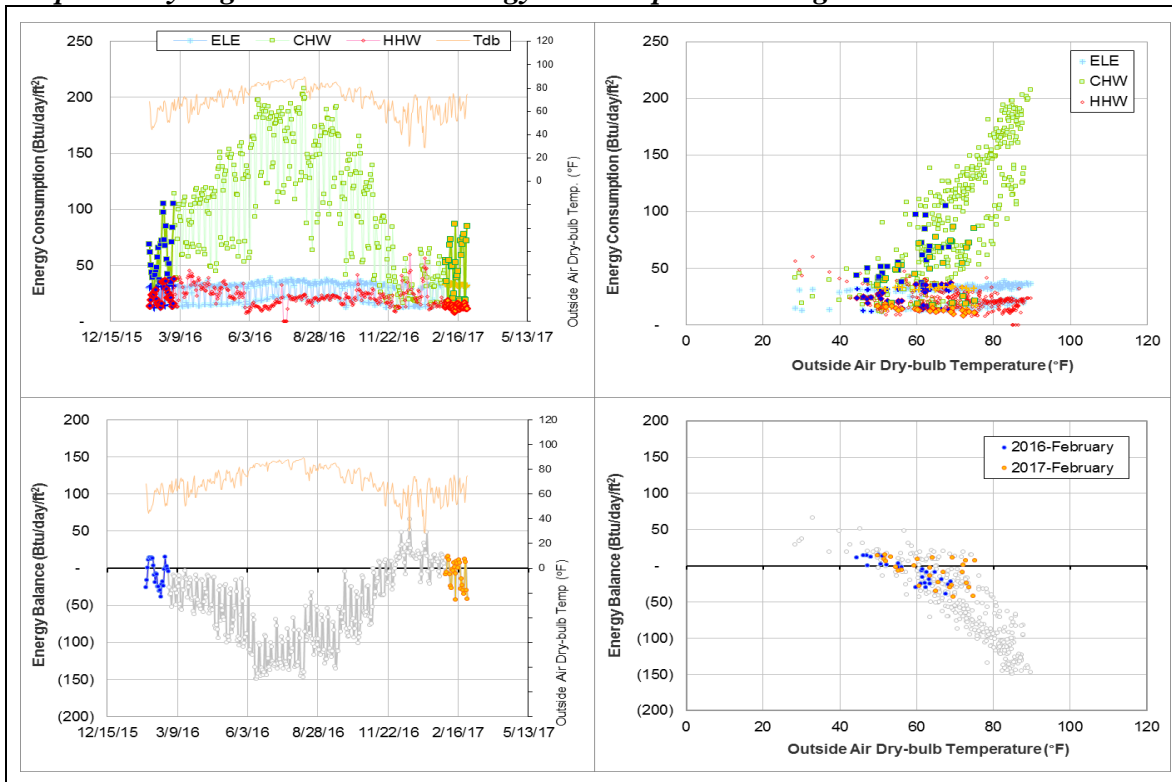 250
200
150
100
50
-
Energy Consumption (Btu/day/ft²)
ELE CHW HHW Tdb
120
100
80
60
40
20
0
Outside Air Dry-bulb Temp. (°F)
12/15/15 3/9/16 6/3/16 8/28/16 11/22/16 2/16/17 5/13/17
250
200
150
100
50
-
Energy Consumption (Btu/day/ft²)
ELE
CHW
HHW
0 20 40 60 80 100 120
Outside Air Dry-bulb Temperature (°F)
200
150
100
50
-
(50)
(100)
(150)
(200)
Energy Balance (Btu/day/ft²)
120
100
80
60
40
20
0
Outside Air Dry-bulb Temp (°F)
12/15/15 3/9/16 6/3/16 8/28/16 11/22/16 2/16/17 5/13/17
200
150
100
50
-
(50)
(100)
(150)
(200)
Energy Balance (Btu/day/ft²)
2016-February
2017-February
0 20 40 60 80 100 120
Outside Air Dry-bulb Temperature (°F)